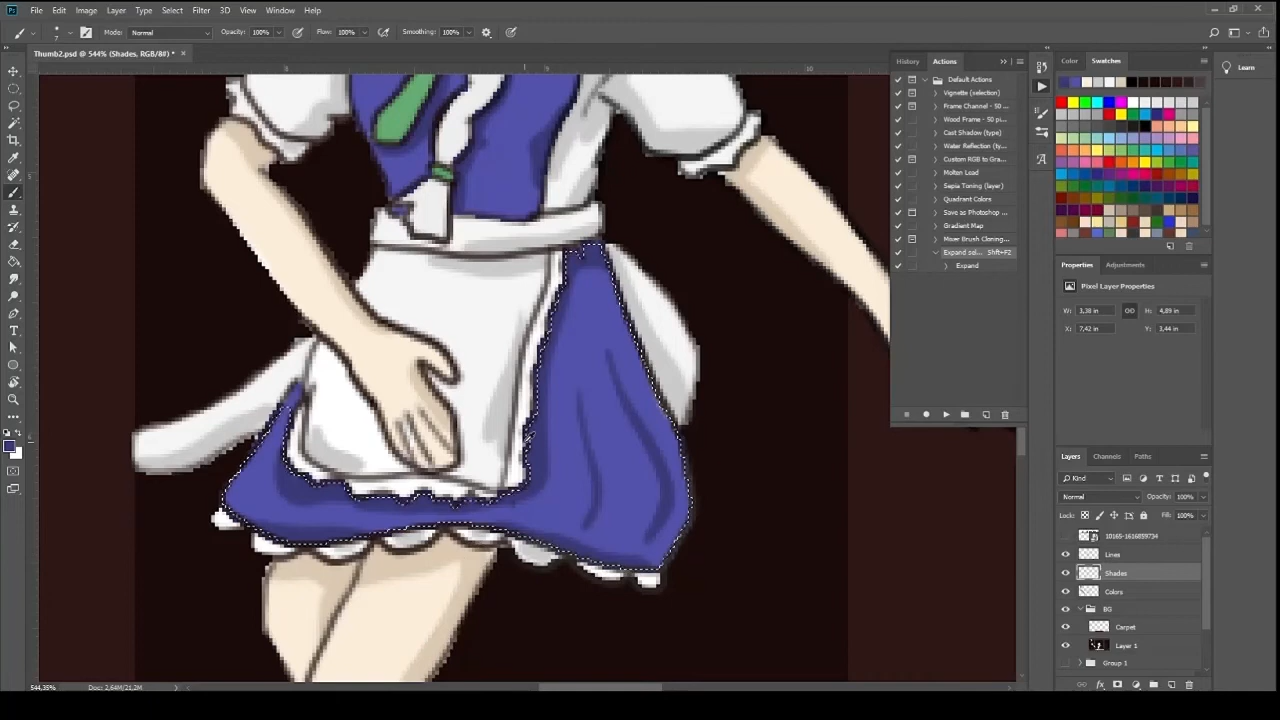 Ps File Edit Image Layer Type Select Filter 3D View Window Help
Mode: Normal Opacity: 100% Flow: 100% Smoothing: 100%
Thumb2.psd @ 544% (Shades, RGB/8#) * ×
History Actions
Default Actions
Vignette (selection)
Frame Channel - 50 ...
Wood Frame - 50 pi...
Cast Shadow (type)
Water Reflection (ty...
Custom RGB to Gra...
Molten Lead
Sepia Toning (layer)
Quadrant Colors
Save as Photoshop ...
Gradient Map
Mixer Brush Cloning...
Expand sel... Shft+F2
Expand
Color Swatches
Learn
Properties Adjustments
Pixel Layer Properties
W: 3,38 in H: 4,89 in
X: 7,42 in Y: 3,44 in
Layers Channels Paths
Kind
Normal Opacity: 100%
Lock: Fill: 100%
10165-1616859734
Lines
Shades
Colors
BG
Carpet
Layer 1
Group 1
544,35% Doc: 2,64M/21,2M